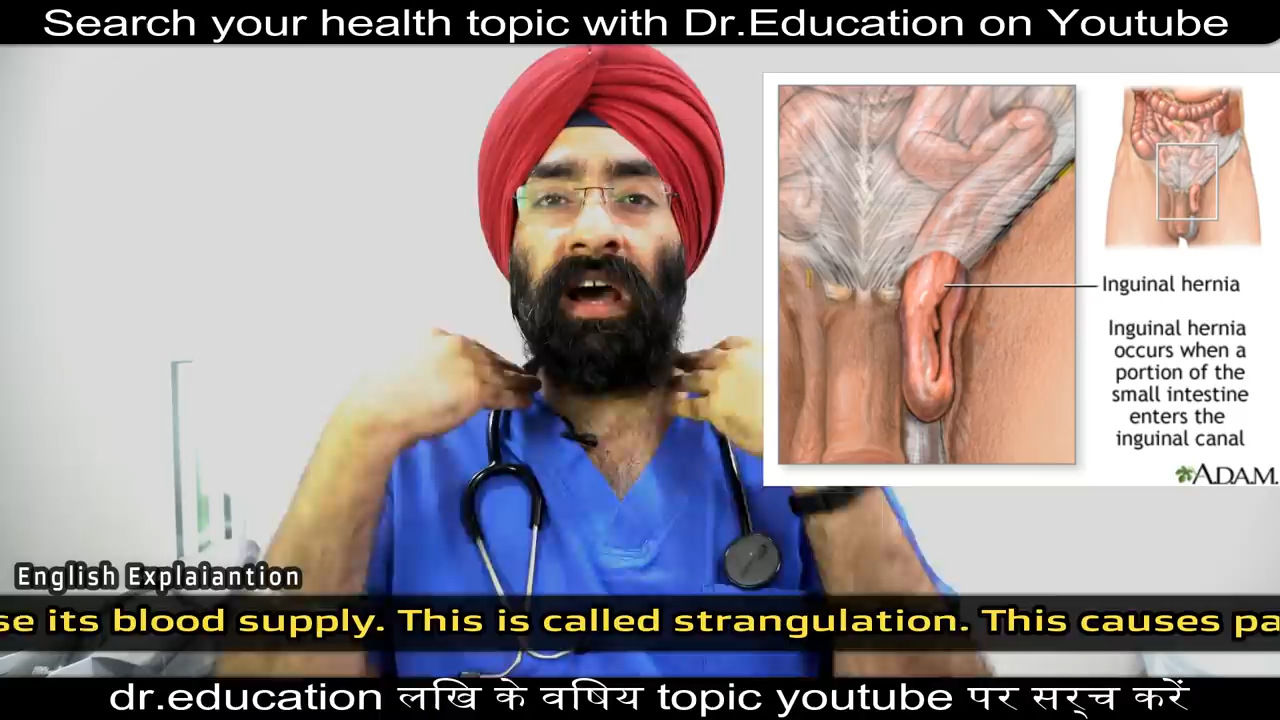 Search your health topic with Dr.Education on Youtube
Inguinal hernia
Inguinal hernia
occurs when a
portion of the
small intestine
enters the
inguinal canal
ADAM.
English Explaiantion
se its blood supply. This is called strangulation. This causes pa
dr.education लखि के वषिय topic youtube पर सर्च करें